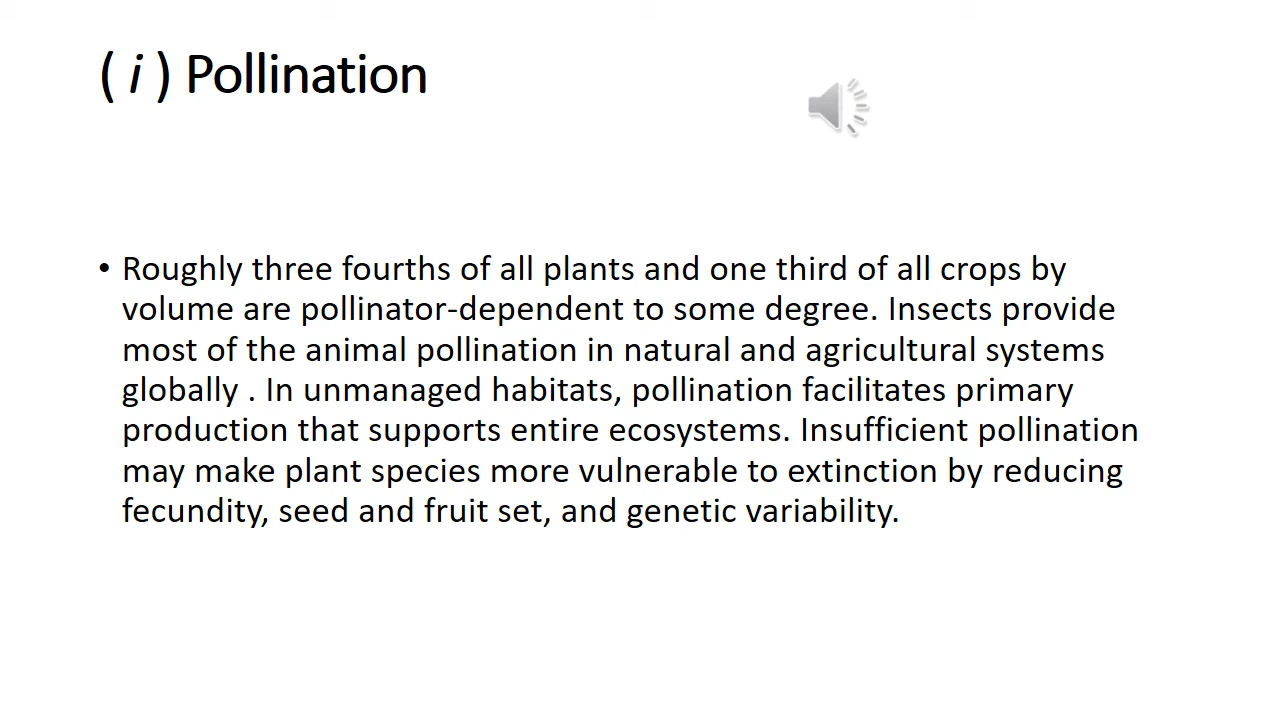 ( i ) Pollination
• Roughly three fourths of all plants and one third of all crops by
volume are pollinator-dependent to some degree. Insects provide
most of the animal pollination in natural and agricultural systems
globally . In unmanaged habitats, pollination facilitates primary
production that supports entire ecosystems. Insufficient pollination
may make plant species more vulnerable to extinction by reducing
fecundity, seed and fruit set, and genetic variability.